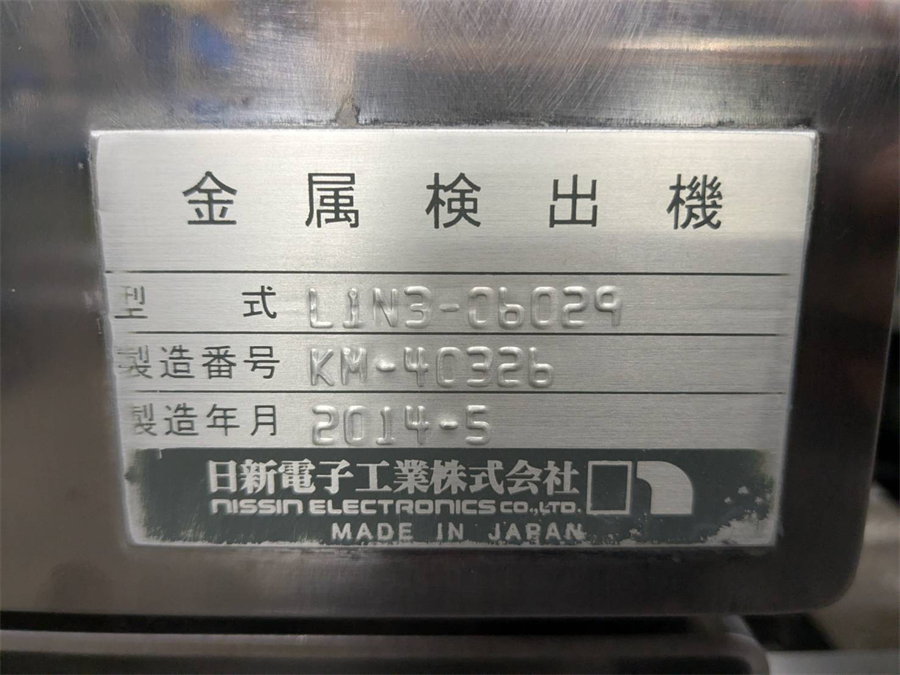 金属検出機
型式 L1N3-06029
製造番号 KM-40326
製造年月 2014-5
日新電子工業株式会社
NISSIN ELECTRONICS CO.,LTD.
MADE IN JAPAN